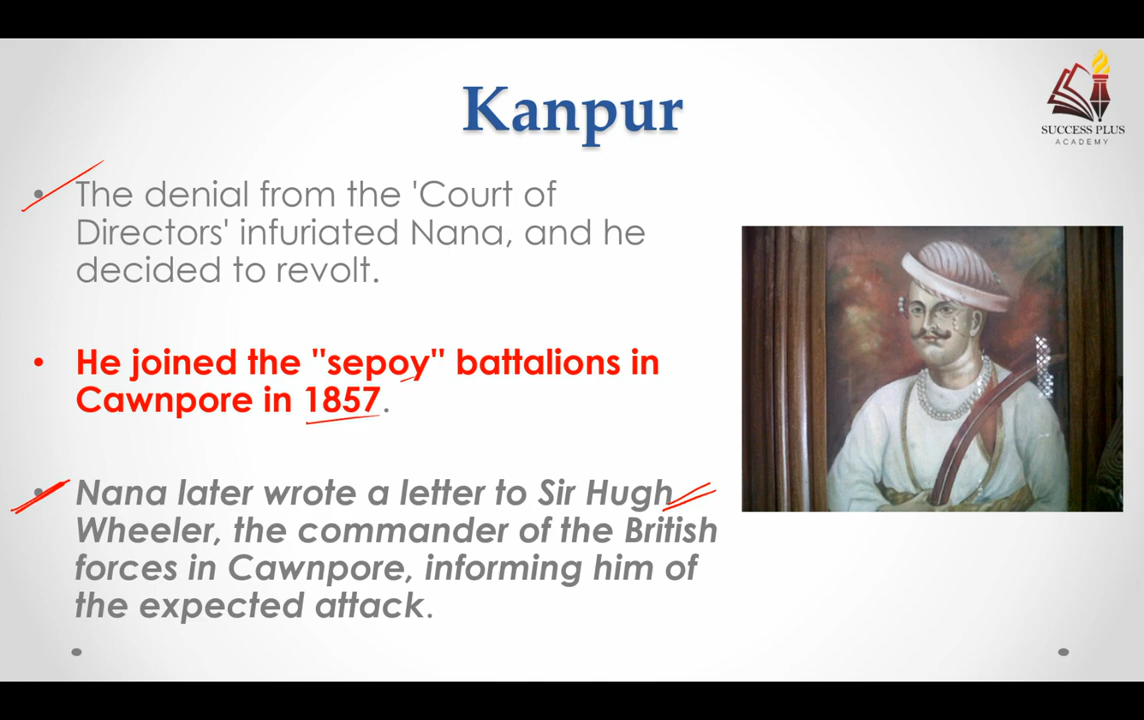 Kanpur
SUCCESS PLUS
ACADEMY
• The denial from the 'Court of
Directors' infuriated Nana, and he
decided to revolt.
• He joined the "sepoy" battalions in
Cawnpore in 1857.
• Nana later wrote a letter to Sir Hugh
Wheeler, the commander of the British
forces in Cawnpore, informing him of
the expected attack.